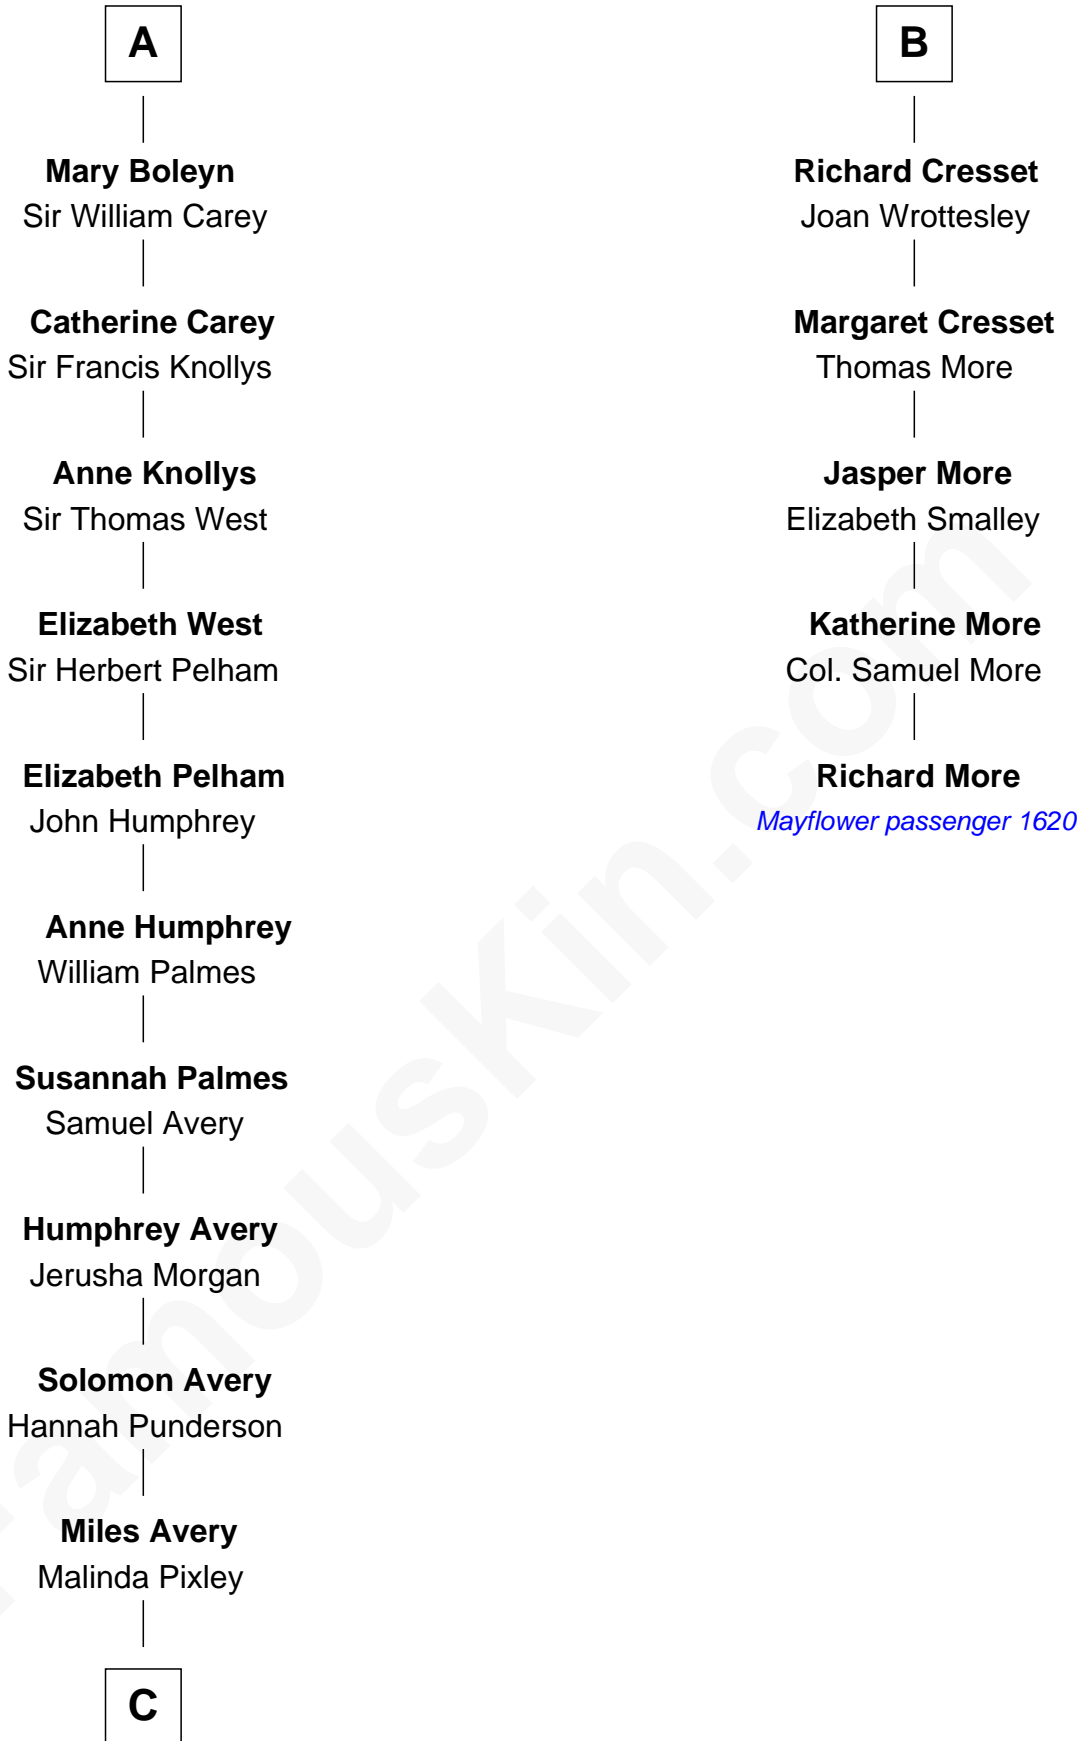 A
Mary Boleyn
Sir William Carey
Catherine Carey
Sir Francis Knollys
Anne Knollys
Sir Thomas West
Elizabeth West
Sir Herbert Pelham
Elizabeth Pelham
John Humphrey
Anne Humphrey
William Palmes
Susannah Palmes
Samuel Avery
Humphrey Avery
Jerusha Morgan
Solomon Avery
Hannah Punderson
Miles Avery
Malinda Pixley
C
B
Richard Cresset
Joan Wrottesley
Margaret Cresset
Thomas More
Jasper More
Elizabeth Smalley
Katherine More
Col. Samuel More
Richard More
Mayflower passenger 1620
FamousKin.com